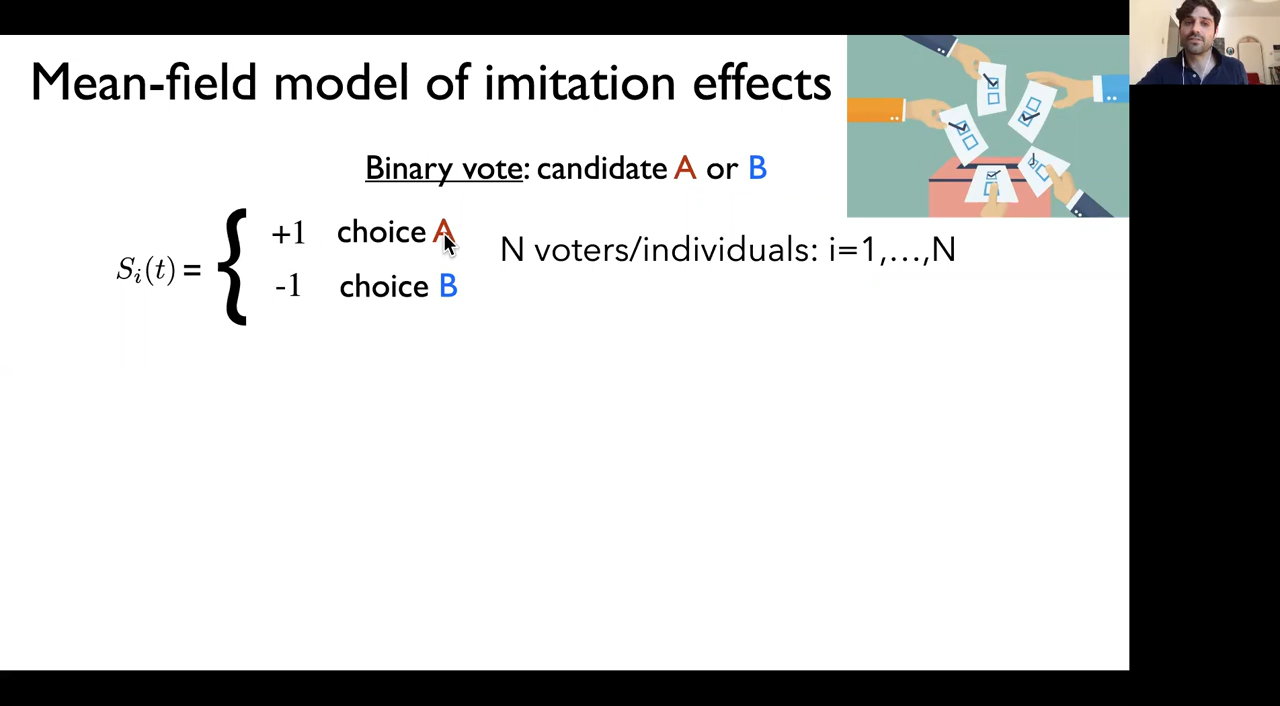 Mean-field model of imitation effects
Binary vote: candidate A or B
S_i(t) = { +1 choice A
-1 choice B
N voters/individuals: i=1,...,N